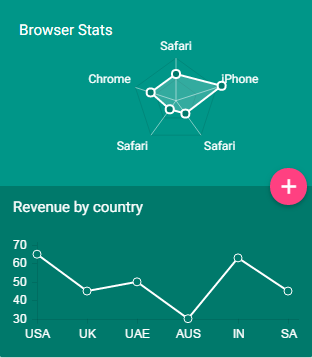 Browser Stats
Safari
Chrome
iPhone
Safari
Safari
+
Revenue by country
70
60
50
40
30
USA UK UAE AUS IN SA